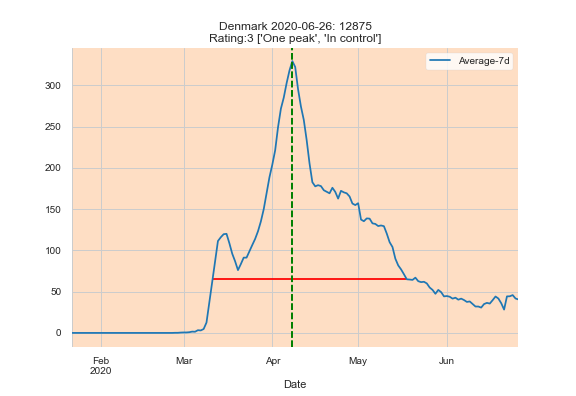 Denmark 2020-06-26: 12875
Rating:3 ['One peak', 'In control']
Average-7d
300
250
200
150
100
50
0
Feb
2020
Mar
Apr
May
Jun
Date